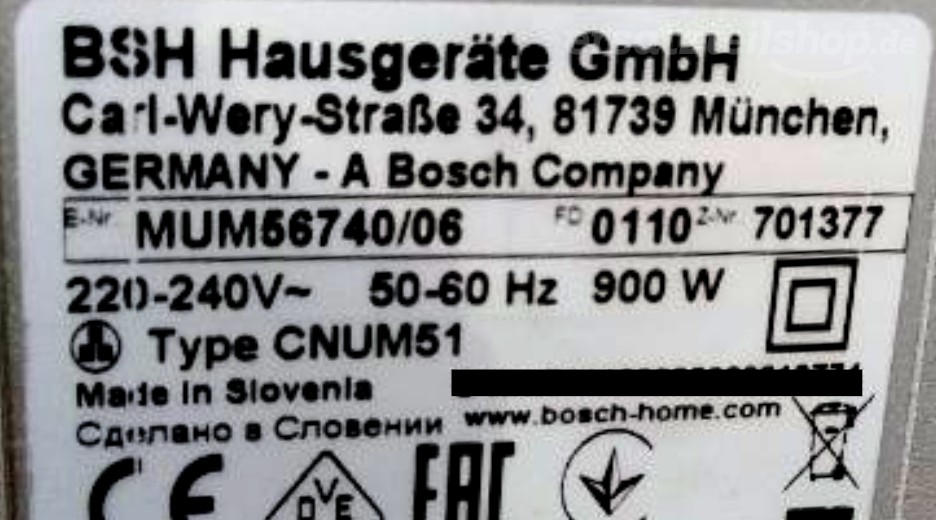 BSH Hausgeräte GmbH
Carl-Wery-Straße 34, 81739 München,
GERMANY - A Bosch Company
E-Nr. MUM56740/06 FD 0110 Z-Nr. 701377
220-240V~ 50-60 Hz 900 W
Type CNUM51
Made in Slovenia
Сделано в Словении www.bosch-home.com
CE DVE EAC